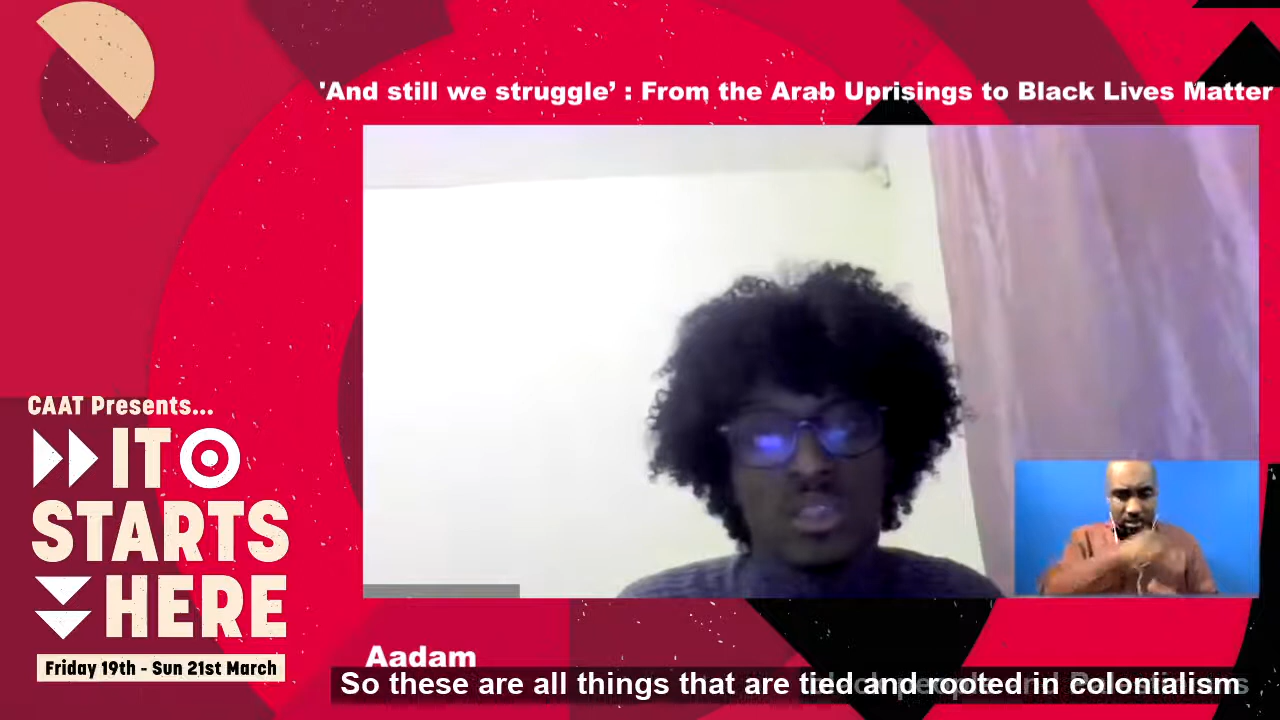 'And still we struggle’ : From the Arab Uprisings to Black Lives Matter
CAAT Presents...
IT
STARTS
HERE
Friday 19th - Sun 21st March
Aadam
So these are all things that are tied and rooted in colonialism